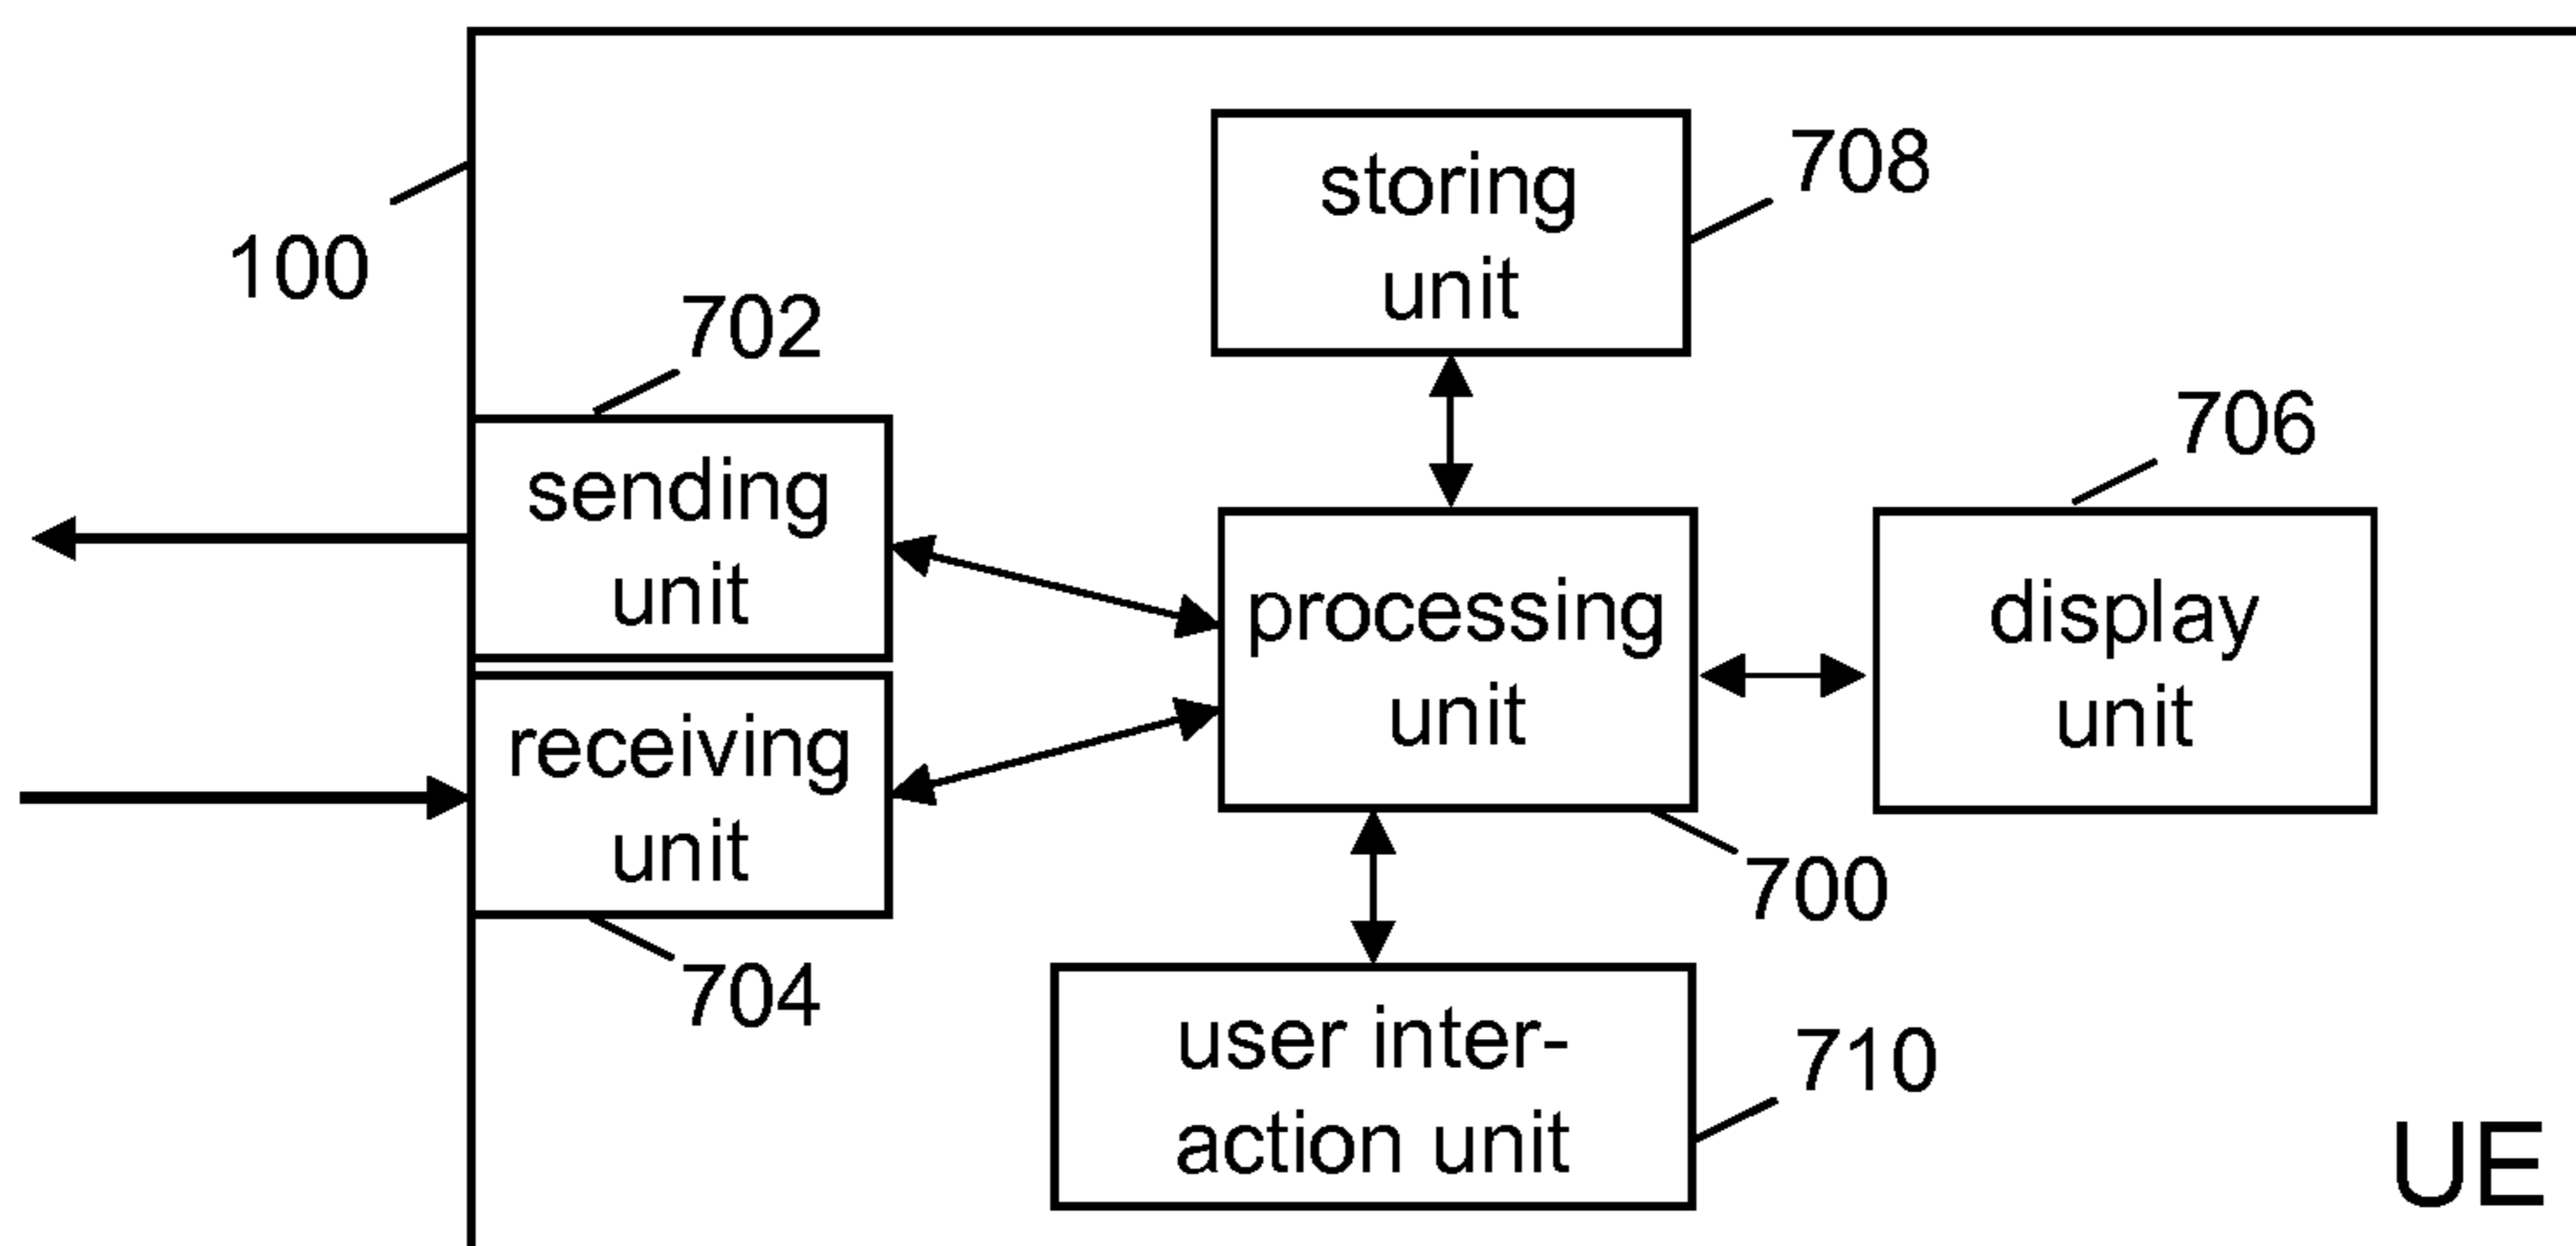 storing
unit
708
100
702
706
sending
unit
processing
unit
display
unit
receiving
unit
700
704
user inter-
action unit
710
UE